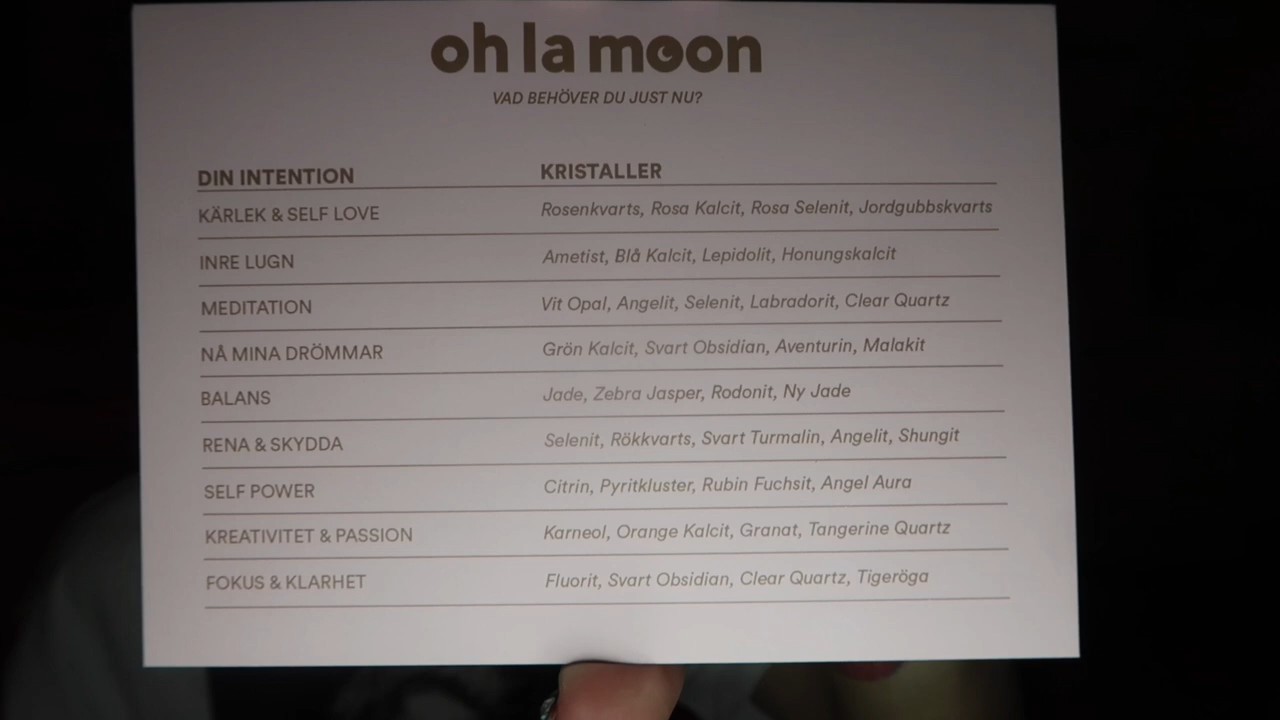 oh la moon
VAD BEHÖVER DU JUST NU?
DIN INTENTION KRISTALLER
KÄRLEK & SELF LOVE Rosenkvarts, Rosa Kalcit, Rosa Selenit, Jordgubbskvarts
INRE LUGN Ametist, Blå Kalcit, Lepidolit, Honungskalcit
MEDITATION Vit Opal, Angelit, Selenit, Labradorit, Clear Quartz
NÅ MINA DRÖMMAR Grön Kalcit, Svart Obsidian, Aventurin, Malakit
BALANS Jade, Zebra Jasper, Rodonit, Ny Jade
RENA & SKYDDA Selenit, Rökkvarts, Svart Turmalin, Angelit, Shungit
SELF POWER Citrin, Pyritkluster, Rubin Fuchsit, Angel Aura
KREATIVITET & PASSION Karneol, Orange Kalcit, Granat, Tangerine Quartz
FOKUS & KLARHET Fluorit, Svart Obsidian, Clear Quartz, Tigeröga